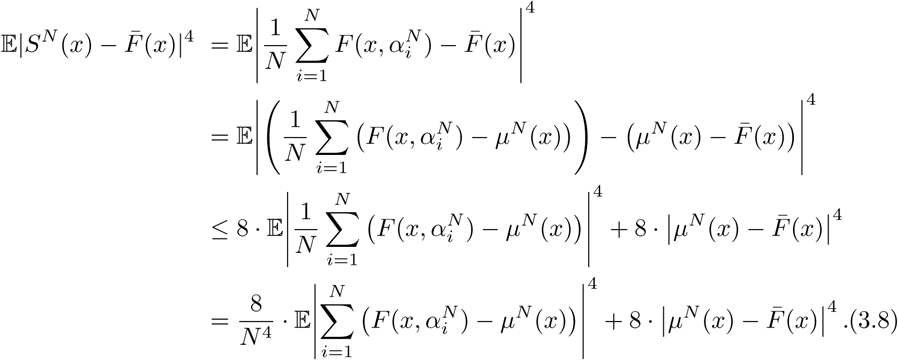 𝔼|S^N(x) − F̄(x)|^4 = 𝔼|1/N ∑_{i=1}^{N} F(x, α_i^N) − F̄(x)|^4
= 𝔼|(1/N ∑_{i=1}^{N} (F(x, α_i^N) − μ^N(x))) − (μ^N(x) − F̄(x))|^4
≤ 8 · 𝔼|1/N ∑_{i=1}^{N} (F(x, α_i^N) − μ^N(x))|^4 + 8 · |μ^N(x) − F̄(x)|^4
= 8/N^4 · 𝔼|∑_{i=1}^{N} (F(x, α_i^N) − μ^N(x))|^4 + 8 · |μ^N(x) − F̄(x)|^4 .(3.8)